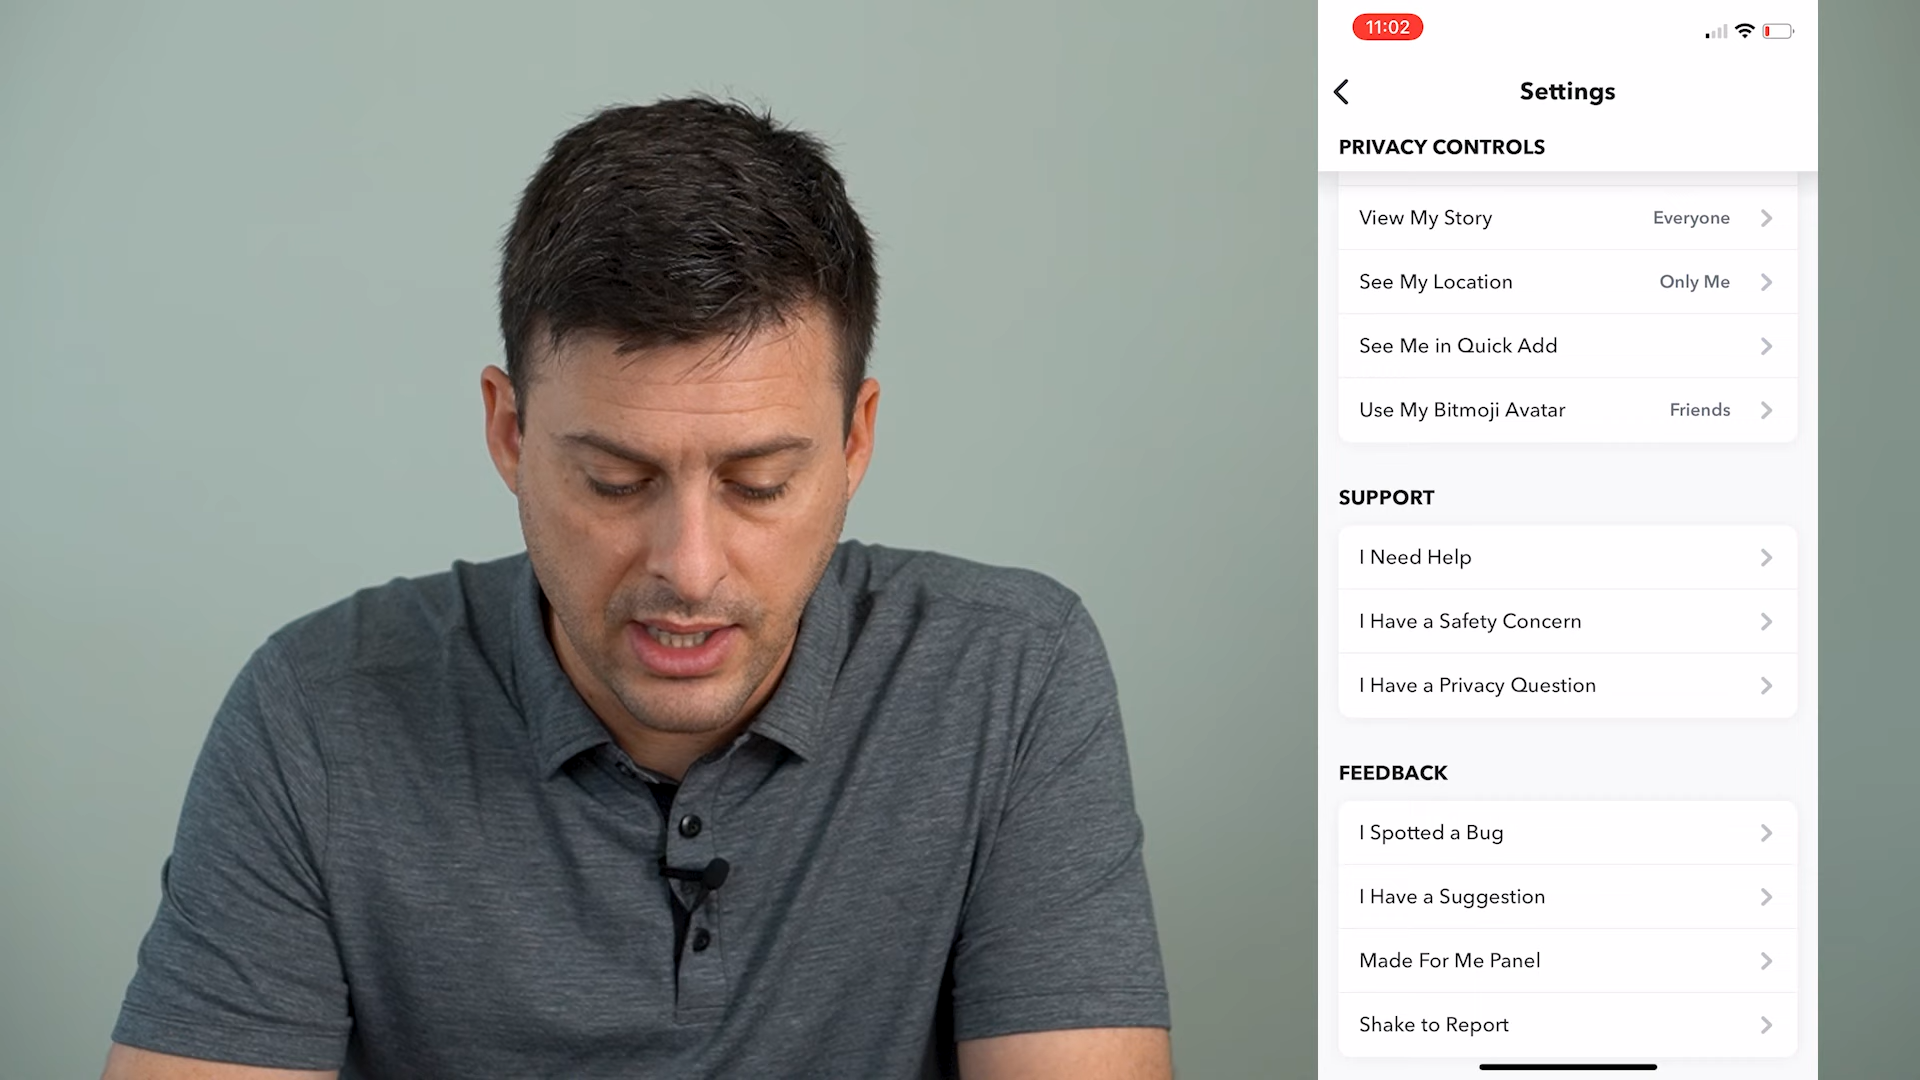 11:02
Settings
PRIVACY CONTROLS
View My Story Everyone
See My Location Only Me
See Me in Quick Add
Use My Bitmoji Avatar Friends
SUPPORT
I Need Help
I Have a Safety Concern
I Have a Privacy Question
FEEDBACK
I Spotted a Bug
I Have a Suggestion
Made For Me Panel
Shake to Report